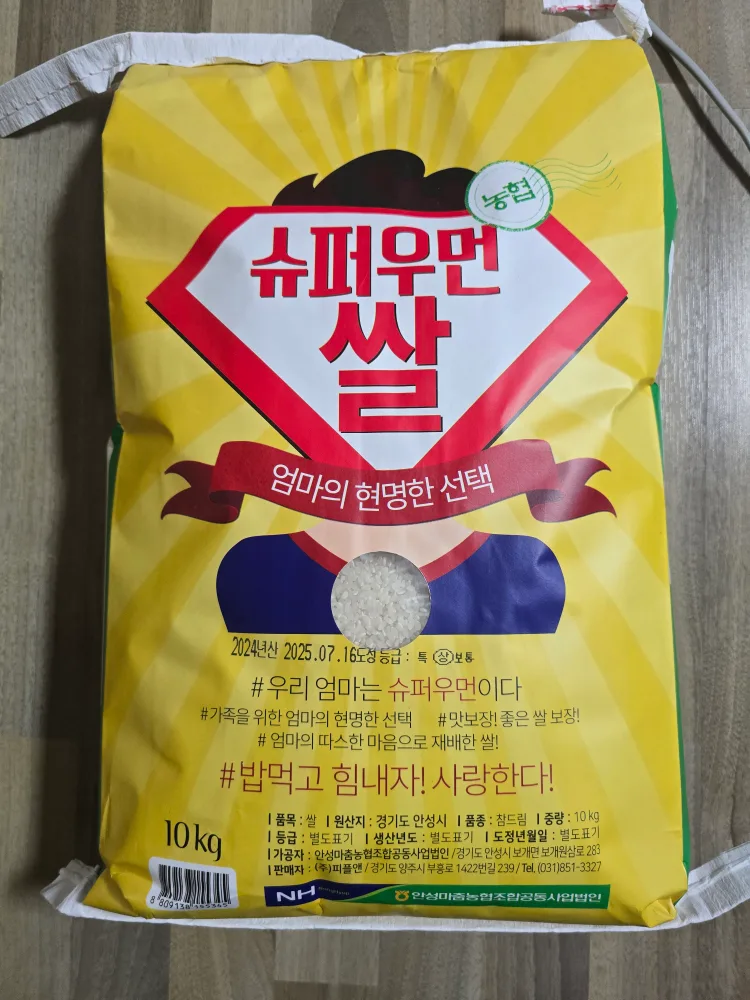 농협
슈퍼우먼
쌀
엄마의 현명한 선택
2024년산 2025.07.16도정 등급 : 특 상 보통
#우리 엄마는 슈퍼우먼이다
#가족을 위한 엄마의 현명한 선택 #맛보장! 좋은 쌀 보장!
# 엄마의 따스한 마음으로 재배한 쌀!
#밥먹고 힘내자! 사랑한다!
10kg
| 품목 : 쌀 | 원산지 : 경기도 안성시 | 품종 : 참드림 | 중량 : 10kg
| 등급 : 별도표기 | 생산년도 : 별도표기 | 도정년월일 : 별도표기
| 가공자 : 안성마춤농협조합공동사업법인 / 경기도 안성시 보개면 보개원삼로 283
| 판매자 : (주)피플앤 / 경기도 양주시 부흥로 1422번길 239 / Tel. (031)851-3327
NH 안성마춤농협조합공동사업법인